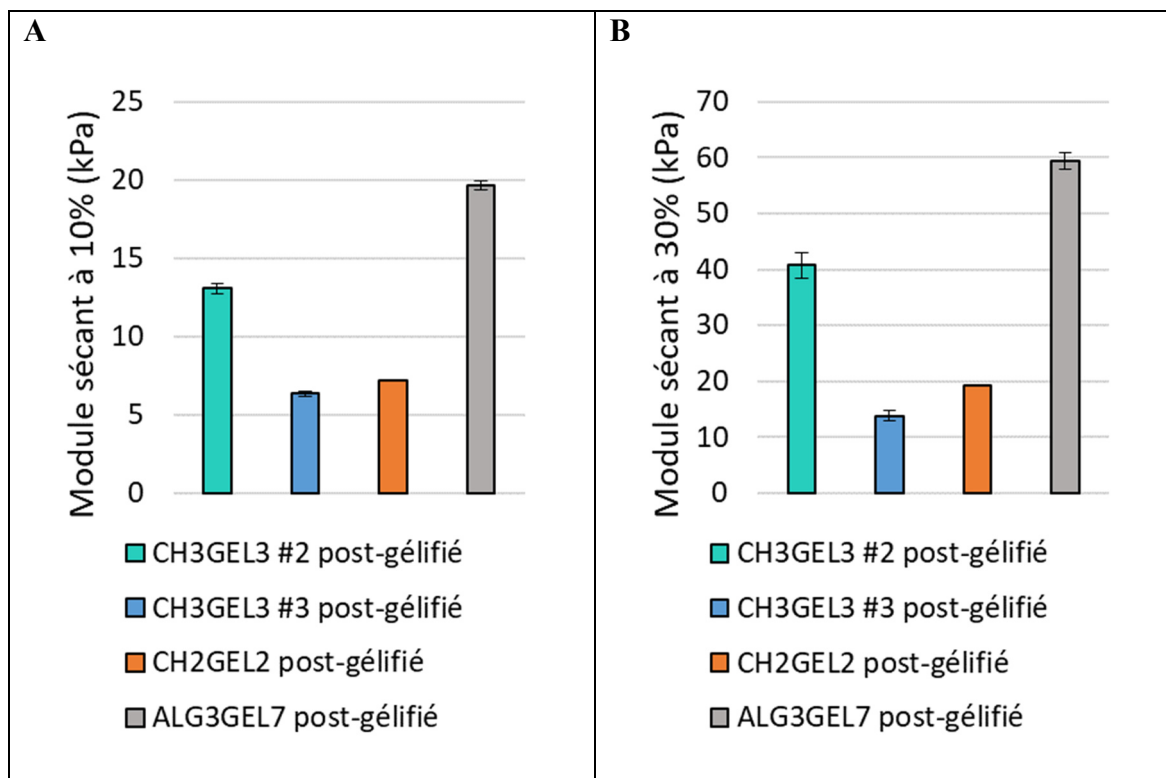 A
Module sécant à 10% (kPa)
25
20
15
10
5
0
CH3GEL3 #2 post-gélifié
CH3GEL3 #3 post-gélifié
CH2GEL2 post-gélifié
ALG3GEL7 post-gélifié
B
Module sécant à 30% (kPa)
70
60
50
40
30
20
10
0
CH3GEL3 #2 post-gélifié
CH3GEL3 #3 post-gélifié
CH2GEL2 post-gélifié
ALG3GEL7 post-gélifié